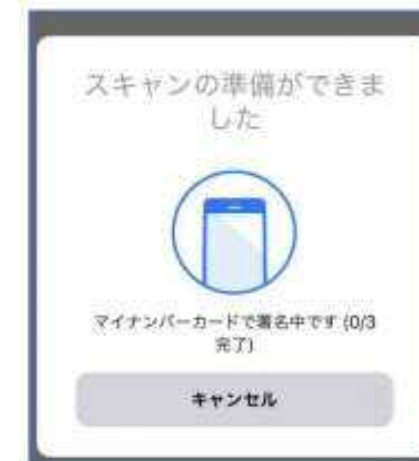 スキャンの準備ができま
した
マイナンバーカードで署名中です (0/3
完了)
キャンセル